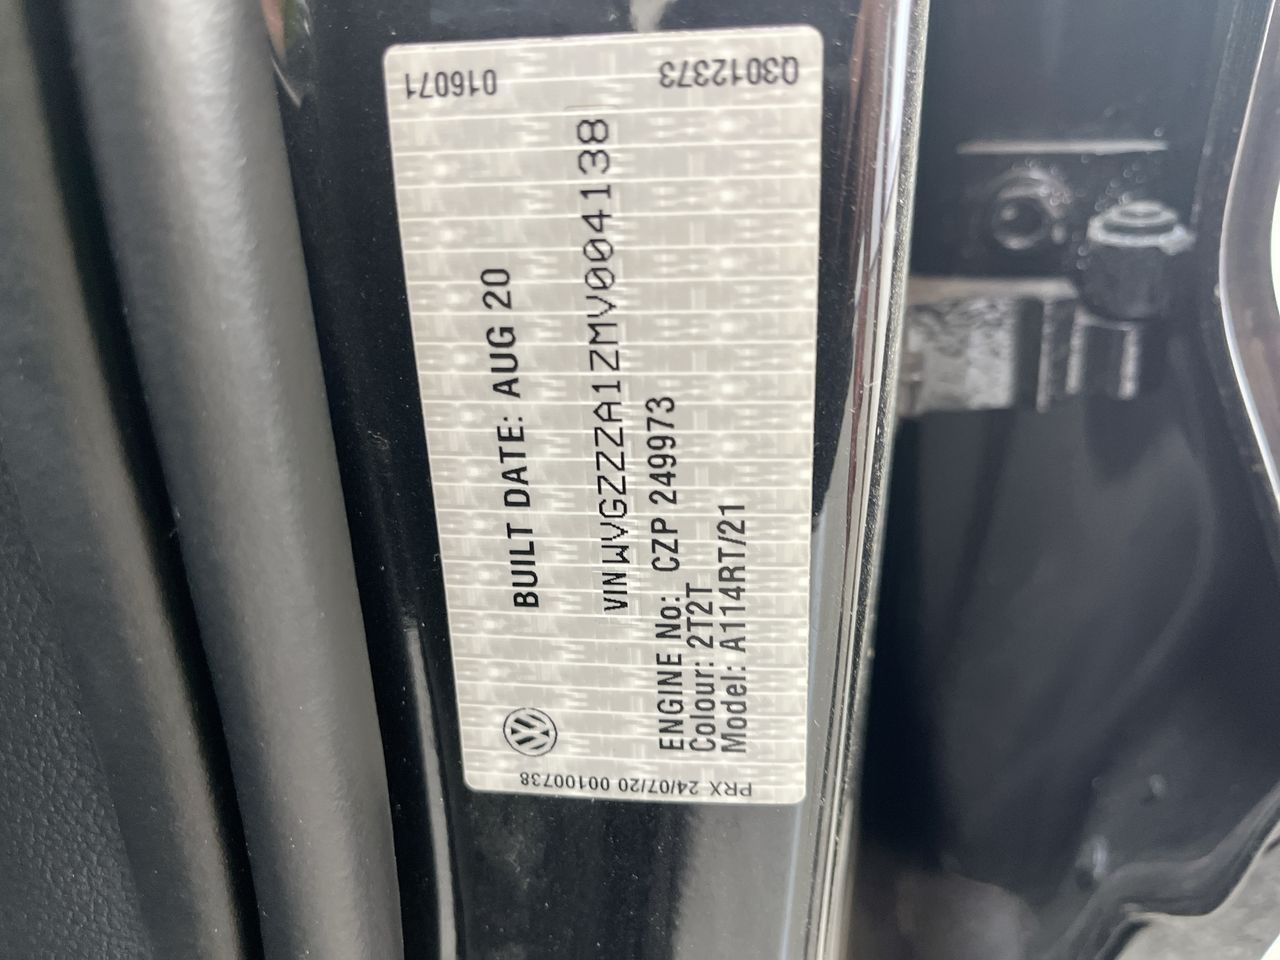 016071
Q3012373
BUILT DATE: AUG 20
VIN WVGZZZA1ZMV004138
ENGINE No: CZP 249973
Colour: 2T2T
Model: A114RT/21
PRX 24/07/20 00100738